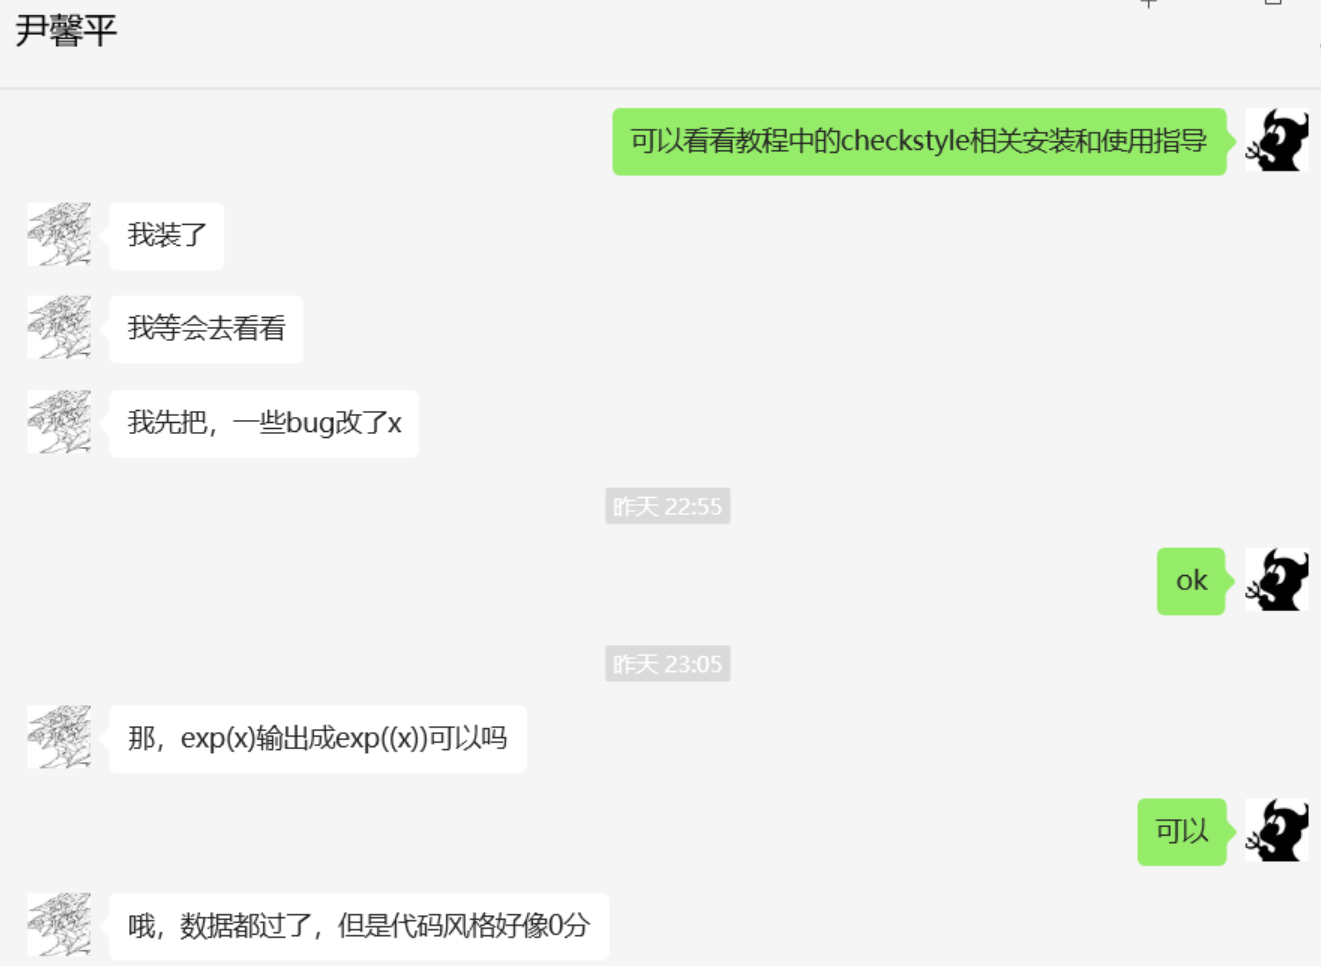 尹馨平
可以看看教程中的checkstyle相关安装和使用指导
我装了
我等会去看看
我先把，一些bug改了x
昨天 22:55
ok
昨天 23:05
那，exp(x)输出成exp((x))可以吗
可以
哦，数据都过了，但是代码风格好像0分